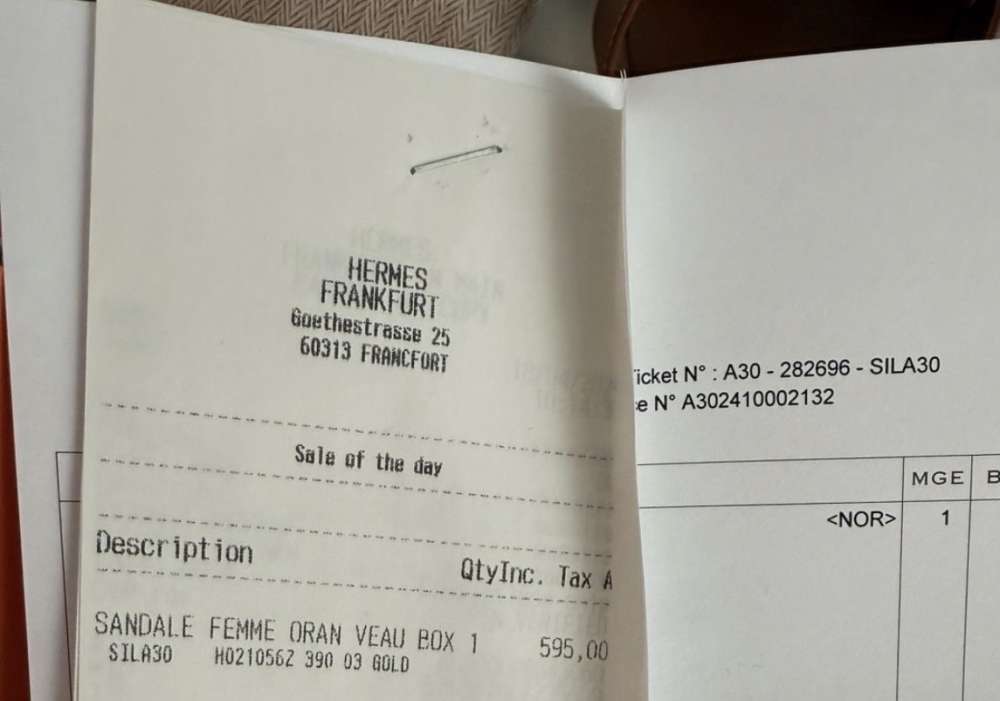 HERMES
FRANKFURT
Goethestrasse 25
60313 FRANCFORT
Sale of the day
Description
QtyInc. Tax A
SANDALE FEMME ORAN VEAU BOX 1 595,00
SILA30 H021056Z 390 03 GOLD
icket N° : A30 - 282696 - SILA30
e N° A302410002132
MGE B
<NOR> 1